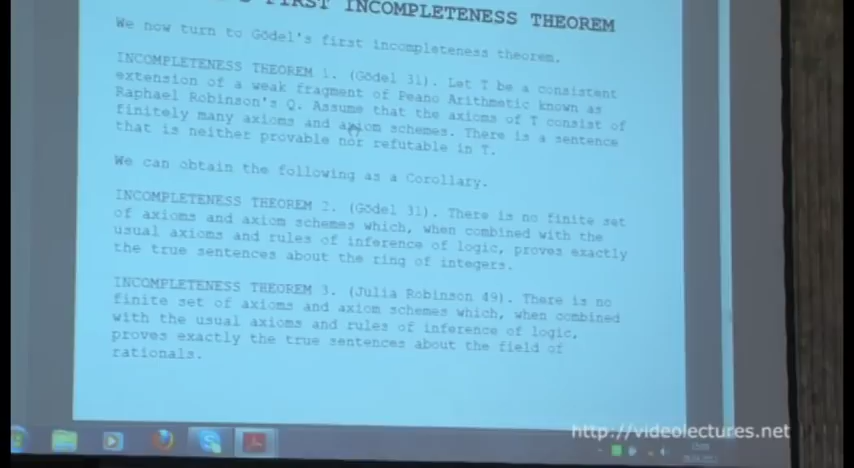 'S FIRST INCOMPLETENESS THEOREM
We now turn to Gödel's first incompleteness theorem.
INCOMPLETENESS THEOREM 1. (Gödel 31). Let T be a consistent
extension of a weak fragment of Peano Arithmetic known as
Raphael Robinson's Q. Assume that the axioms of T consist of
finitely many axioms and axiom schemes. There is a sentence
that is neither provable nor refutable in T.
We can obtain the following as a Corollary.
INCOMPLETENESS THEOREM 2. (Gödel 31). There is no finite set
of axioms and axiom schemes which, when combined with the
usual axioms and rules of inference of logic, proves exactly
the true sentences about the ring of integers.
INCOMPLETENESS THEOREM 3. (Julia Robinson 49). There is no
finite set of axioms and axiom schemes which, when combined
with the usual axioms and rules of inference of logic,
proves exactly the true sentences about the field of
rationals.
http://videolectures.net